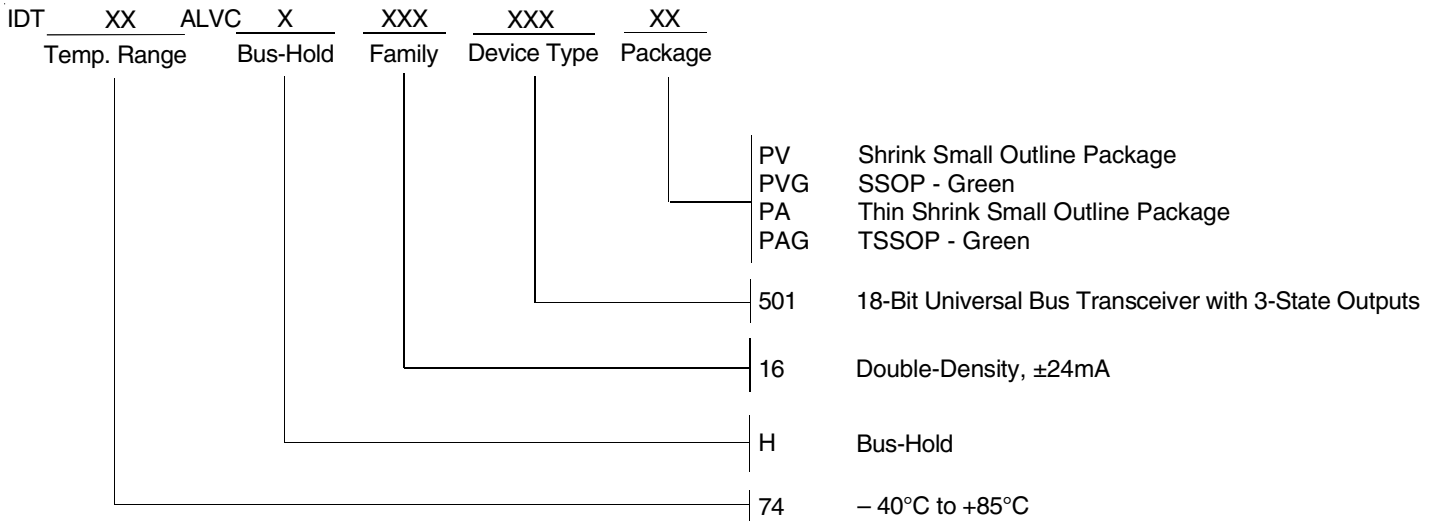 IDT XX ALVC X XXX XXX XX
Temp. Range Bus-Hold Family Device Type Package
PV Shrink Small Outline Package
PVG SSOP - Green
PA Thin Shrink Small Outline Package
PAG TSSOP - Green
501 18-Bit Universal Bus Transceiver with 3-State Outputs
16 Double-Density, ±24mA
H Bus-Hold
74 – 40°C to +85°C